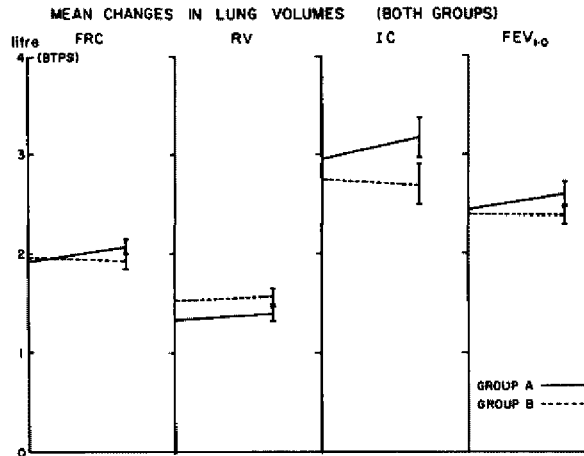 MEAN CHANGES IN LUNG VOLUMES (BOTH GROUPS)
litre FRC RV IC FEV1·0
4 (BTPS)
3
2
1
0
GROUP A
GROUP B